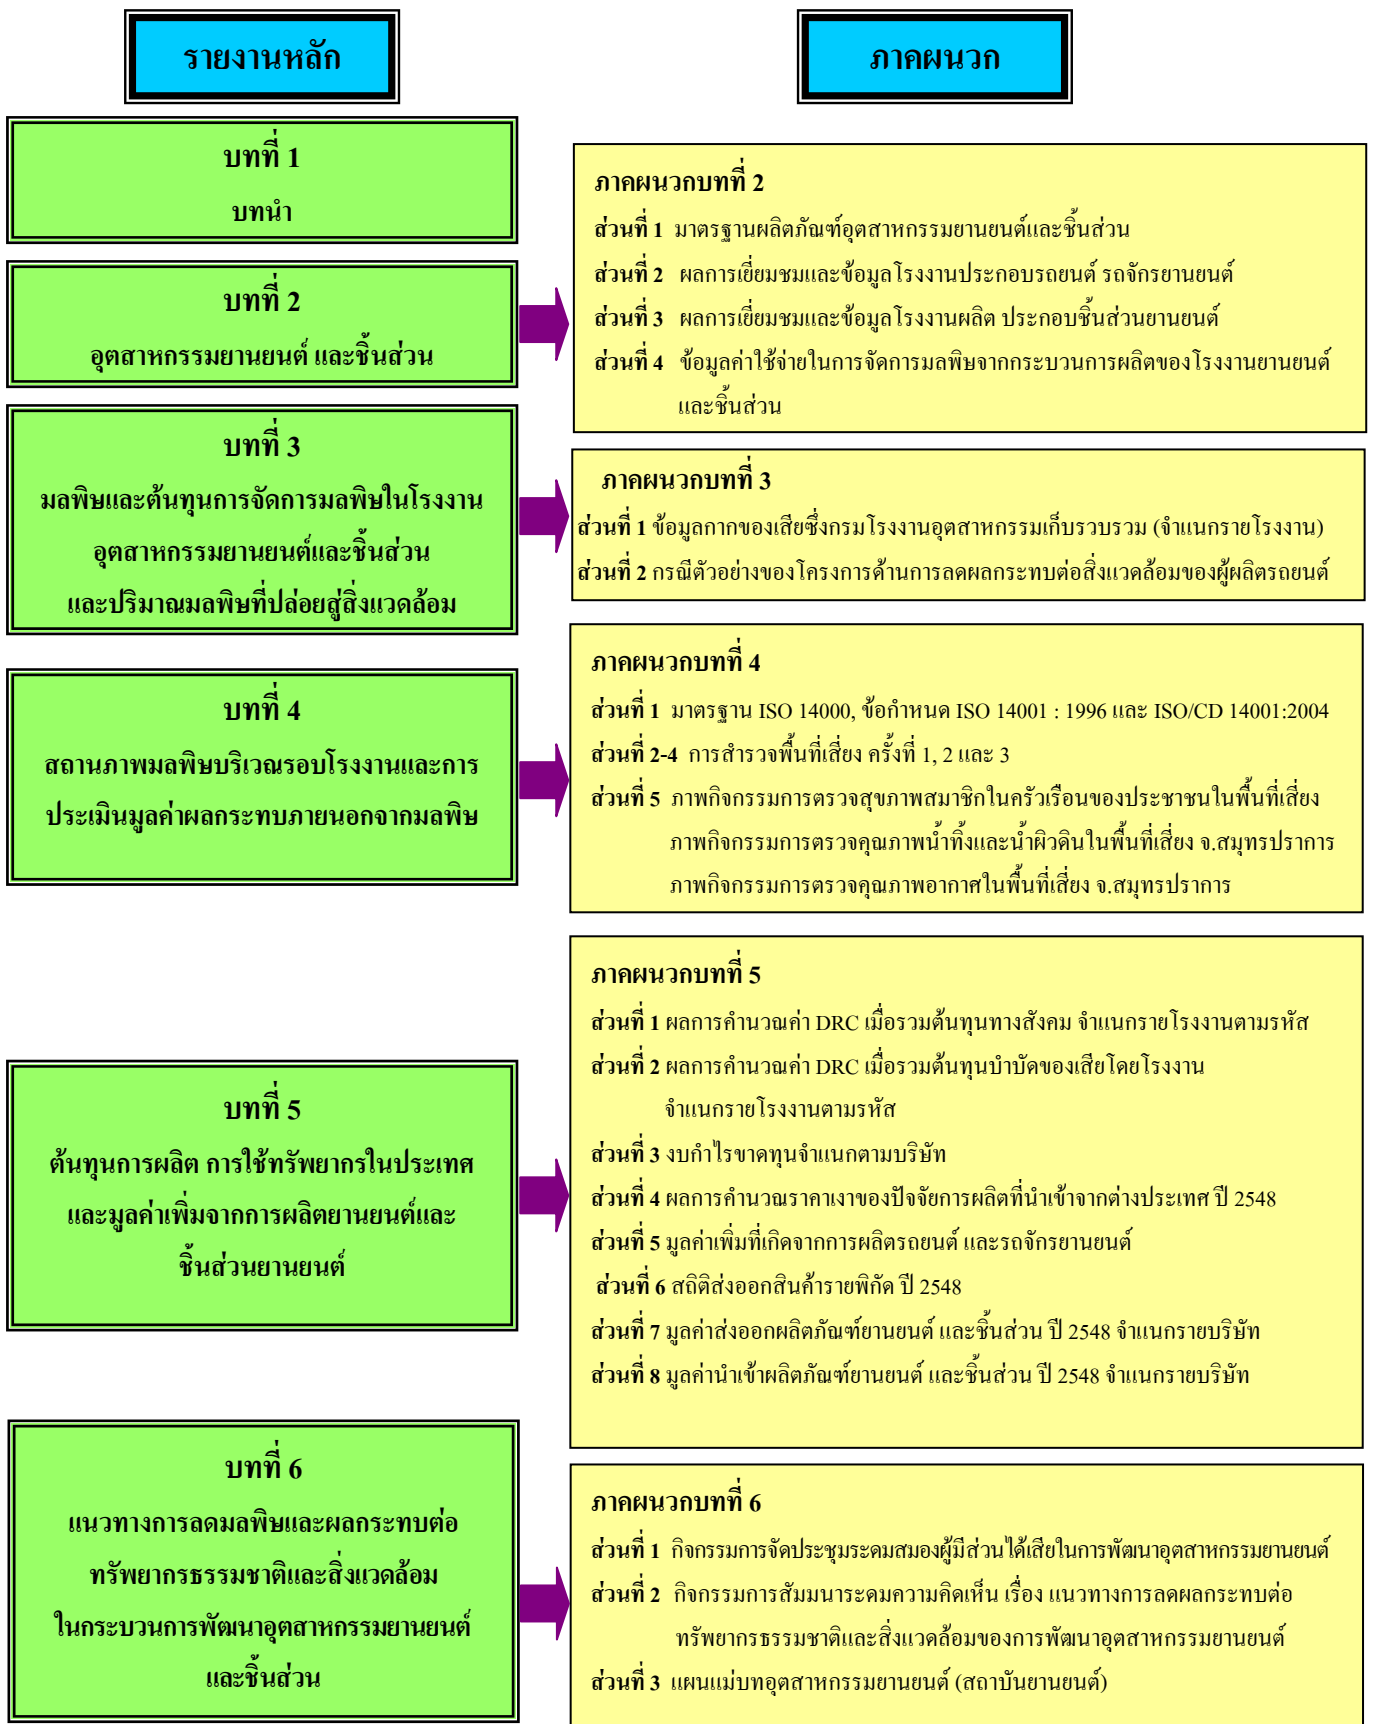 รายงานหลัก
ภาคผนวก
บทที่ 1
บทนำ
บทที่ 2
อุตสาหกรรมยานยนต์ และชิ้นส่วน
ภาคผนวกบทที่ 2
ส่วนที่ 1 มาตรฐานผลิตภัณฑ์อุตสาหกรรมยานยนต์และชิ้นส่วน
ส่วนที่ 2 ผลการเยี่ยมชมและข้อมูลโรงงานประกอบรถยนต์ รถจักรยานยนต์
ส่วนที่ 3 ผลการเยี่ยมชมและข้อมูลโรงงานผลิต ประกอบชิ้นส่วนยานยนต์
ส่วนที่ 4 ข้อมูลค่าใช้จ่ายในการจัดการมลพิษจากกระบวนการผลิตของโรงงานยานยนต์
และชิ้นส่วน
บทที่ 3
มลพิษและต้นทุนการจัดการมลพิษในโรงงาน
อุตสาหกรรมยานยนต์และชิ้นส่วน
และปริมาณมลพิษที่ปล่อยสู่สิ่งแวดล้อม
ภาคผนวกบทที่ 3
ส่วนที่ 1 ข้อมูลกากของเสียซึ่งกรมโรงงานอุตสาหกรรมเก็บรวบรวม (จำแนกรายโรงงาน)
ส่วนที่ 2 กรณีตัวอย่างของโครงการด้านการลดผลกระทบต่อสิ่งแวดล้อมของผู้ผลิตรถยนต์
บทที่ 4
สถานภาพมลพิษบริเวณรอบโรงงานและการ
ประเมินมูลค่าผลกระทบภายนอกจากมลพิษ
ภาคผนวกบทที่ 4
ส่วนที่ 1 มาตรฐาน ISO 14000, ข้อกำหนด ISO 14001 : 1996 และ ISO/CD 14001:2004
ส่วนที่ 2-4 การสำรวจพื้นที่เสี่ยง ครั้งที่ 1, 2 และ 3
ส่วนที่ 5 ภาพกิจกรรมการตรวจสุขภาพสมาชิกในครัวเรือนของประชาชนในพื้นที่เสี่ยง
ภาพกิจกรรมการตรวจคุณภาพน้ำทิ้งและน้ำผิวดินในพื้นที่เสี่ยง จ.สมุทรปราการ
ภาพกิจกรรมการตรวจคุณภาพอากาศในพื้นที่เสี่ยง จ.สมุทรปราการ
บทที่ 5
ต้นทุนการผลิต การใช้ทรัพยากรในประเทศ
และมูลค่าเพิ่มจากการผลิตยานยนต์และ
ชิ้นส่วนยานยนต์
ภาคผนวกบทที่ 5
ส่วนที่ 1 ผลการคำนวณค่า DRC เมื่อรวมต้นทุนทางสังคม จำแนกรายโรงงานตามรหัส
ส่วนที่ 2 ผลการคำนวณค่า DRC เมื่อรวมต้นทุนบำบัดของเสียโดยโรงงาน
จำแนกรายโรงงานตามรหัส
ส่วนที่ 3 งบกำไรขาดทุนจำแนกตามบริษัท
ส่วนที่ 4 ผลการคำนวณราคาเงาของปัจจัยการผลิตที่นำเข้าจากต่างประเทศ ปี 2548
ส่วนที่ 5 มูลค่าเพิ่มที่เกิดจากการผลิตรถยนต์ และรถจักรยานยนต์
ส่วนที่ 6 สถิติส่งออกสินค้ารายพิกัด ปี 2548
ส่วนที่ 7 มูลค่าส่งออกผลิตภัณฑ์ยานยนต์ และชิ้นส่วน ปี 2548 จำแนกรายบริษัท
ส่วนที่ 8 มูลค่านำเข้าผลิตภัณฑ์ยานยนต์ และชิ้นส่วน ปี 2548 จำแนกรายบริษัท
บทที่ 6
แนวทางการลดมลพิษและผลกระทบต่อ
ทรัพยากรธรรมชาติและสิ่งแวดล้อม
ในกระบวนการพัฒนาอุตสาหกรรมยานยนต์
และชิ้นส่วน
ภาคผนวกบทที่ 6
ส่วนที่ 1 กิจกรรมการจัดประชุมระดมสมองผู้มีส่วนได้เสียในการพัฒนาอุตสาหกรรมยานยนต์
ส่วนที่ 2 กิจกรรมการสัมมนาระดมความคิดเห็น เรื่อง แนวทางการลดผลกระทบต่อ
ทรัพยากรธรรมชาติและสิ่งแวดล้อมของการพัฒนาอุตสาหกรรมยานยนต์
ส่วนที่ 3 แผนแม่บทอุตสาหกรรมยานยนต์ (สถาบันยานยนต์)